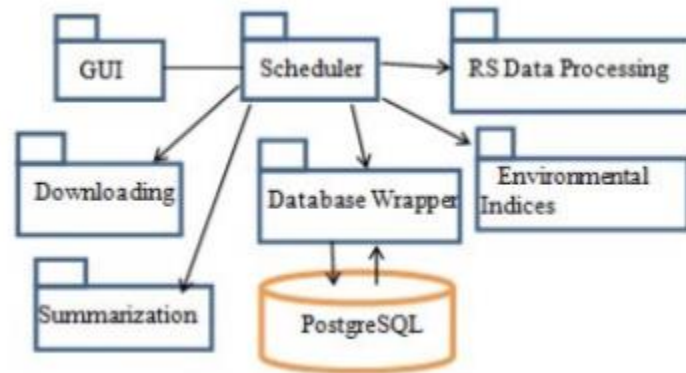 GUI
Scheduler
RS Data Processing
Downloading
Database Wrapper
Environmental
Indices
Summarization
PostgreSQL